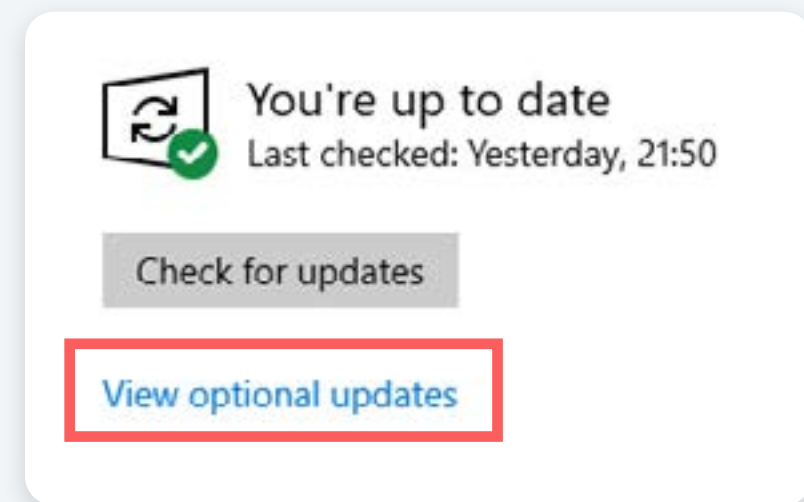 You're up to date
Last checked: Yesterday, 21:50
Check for updates
View optional updates